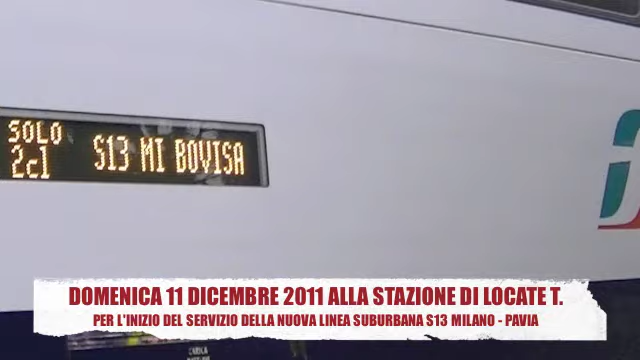 SOLO
2cl
S13 MI BOVISA
DOMENICA 11 DICEMBRE 2011 ALLA STAZIONE DI LOCATE T.
PER L'INIZIO DEL SERVIZIO DELLA NUOVA LINEA SUBURBANA S13 MILANO - PAVIA